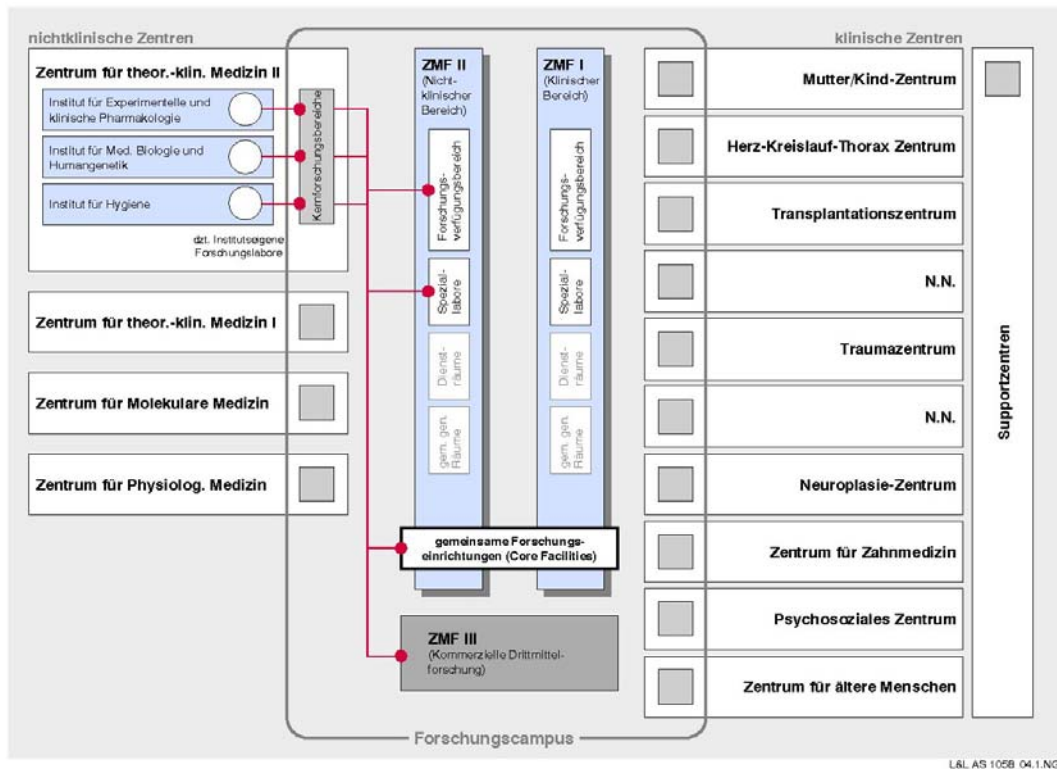 nichtklinische Zentren
klinische Zentren
Zentrum für theor.-klin. Medizin II
Institut für Experimentelle und
klinische Pharmakologie
Institut für Med. Biologie und
Humangenetik
Institut für Hygiene
dzt. Institutseigene
Forschungslabore
Kernforschungsbereiche
Zentrum für theor.-klin. Medizin I
Zentrum für Molekulare Medizin
Zentrum für Physiolog. Medizin
ZMF II
(Nicht-
klinischer
Bereich)
Forschungs-
verfügungsbereich
Spezial-
labore
Dienst-
räume
gem. gen.
Räume
ZMF I
(Klinischer
Bereich)
Forschungs-
verfügungsbereich
Spezial-
labore
Dienst-
räume
gem. gen.
Räume
gemeinsame Forschungs-
einrichtungen (Core Facilities)
ZMF III
(Kommerzielle Drittmittel-
forschung)
Mutter/Kind-Zentrum
Herz-Kreislauf-Thorax Zentrum
Transplantationszentrum
N.N.
Traumazentrum
N.N.
Neuroplasie-Zentrum
Zentrum für Zahnmedizin
Psychosoziales Zentrum
Zentrum für ältere Menschen
Supportzentren
Forschungscampus
L&L AS 105B 04.1.NG